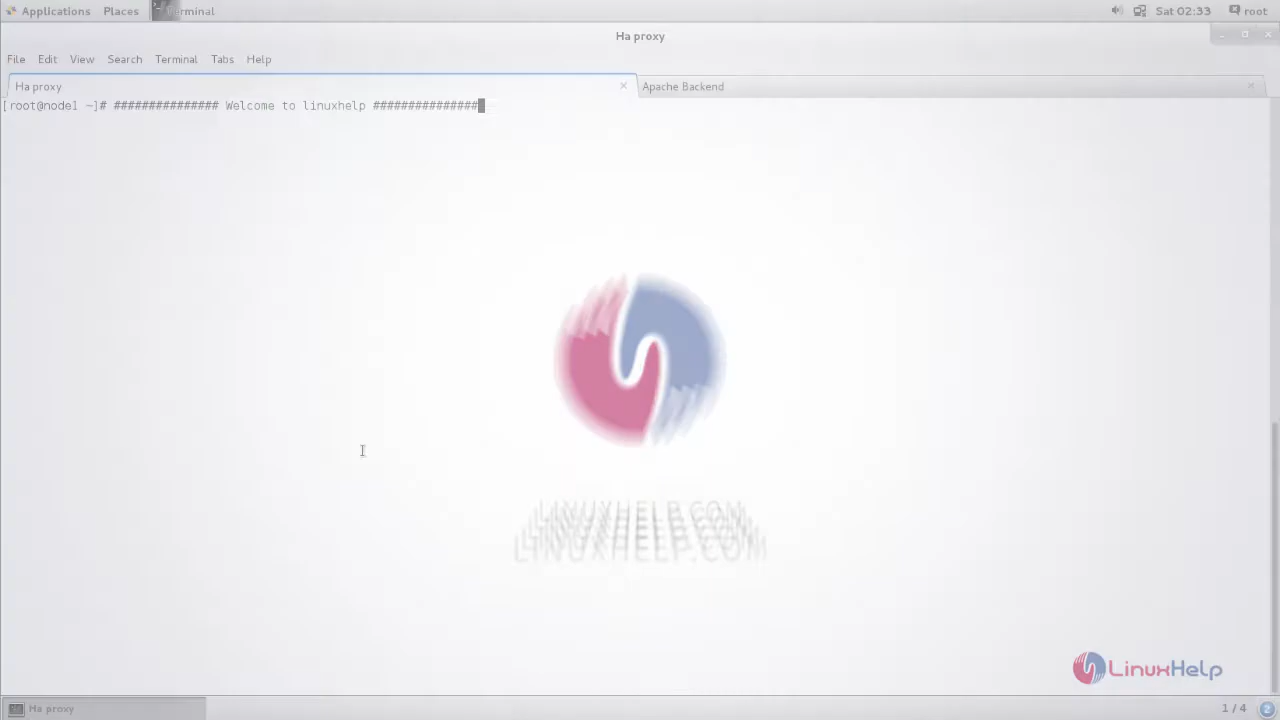 Applications Places Terminal Sat 02:33 root
Ha proxy
File Edit View Search Terminal Tabs Help
Ha proxy Apache Backend
[root@node1 ~]# ############### Welcome to linuxhelp ###############
LINUXHELP.COM
LinuxHelp
Ha proxy 1 / 4 2